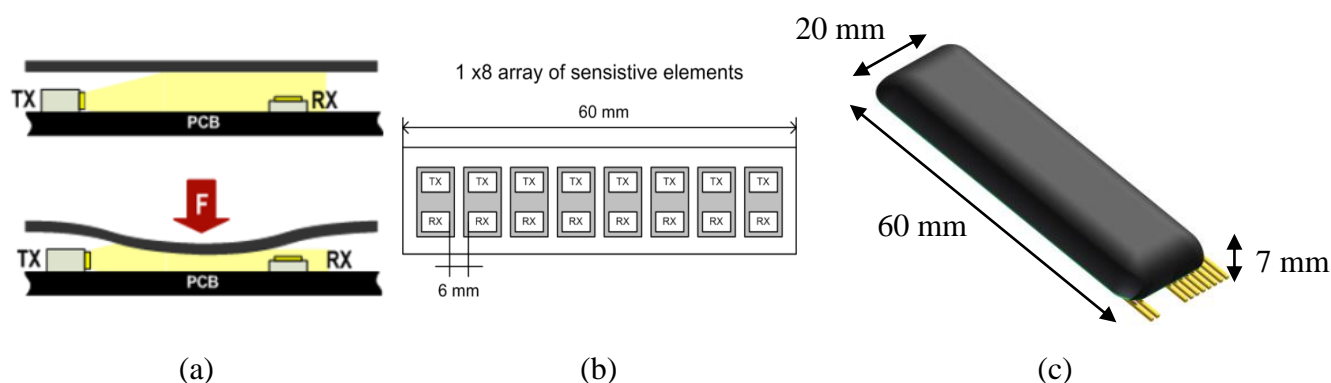 TX
RX
PCB
F
TX
RX
PCB
(a)
1 x8 array of sensistive elements
60 mm
TX TX TX TX TX TX TX TX
RX RX RX RX RX RX RX RX
6 mm
(b)
20 mm
60 mm
7 mm
(c)